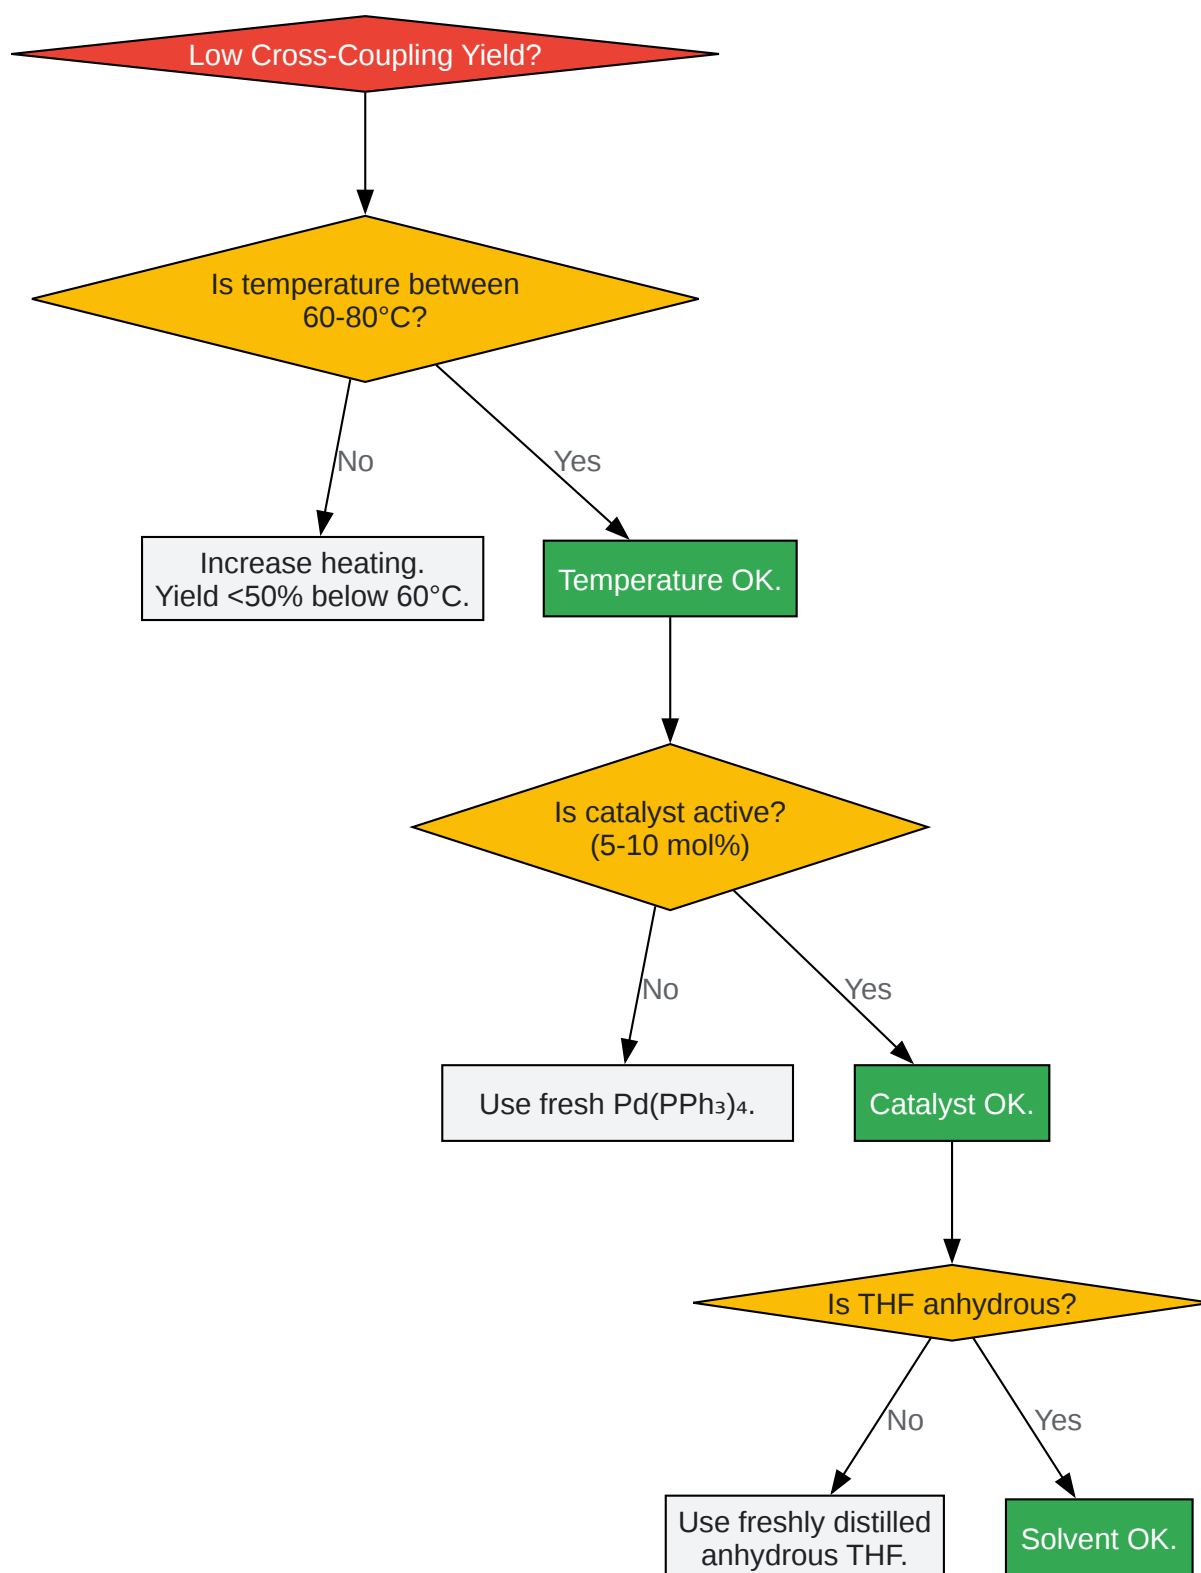 Low Cross-Coupling Yield?
Is temperature between
60-80°C?
No
Yes
Increase heating.
Yield <50% below 60°C.
Temperature OK.
Is catalyst active?
(5-10 mol%)
No
Yes
Use fresh Pd(PPh₃)₄.
Catalyst OK.
Is THF anhydrous?
No
Yes
Use freshly distilled
anhydrous THF.
Solvent OK.